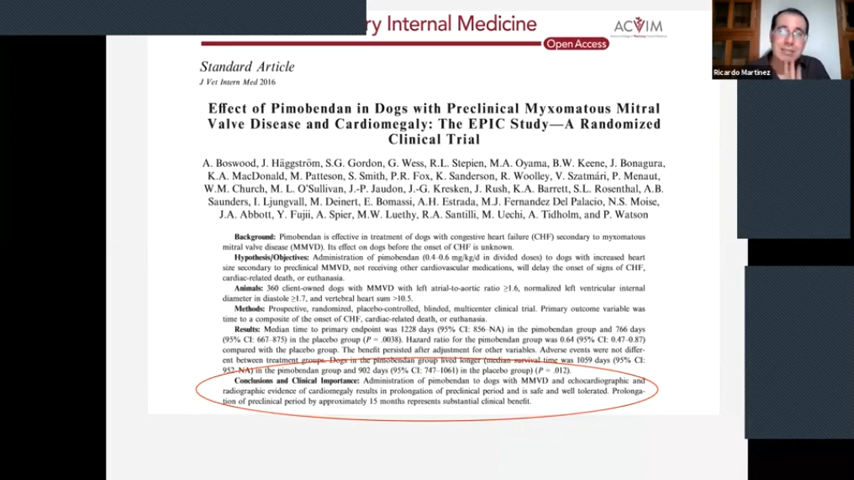 ry Internal Medicine
ACVIM
Open Access
Ricardo Martinez
Standard Article
J Vet Intern Med 2016
Effect of Pimobendan in Dogs with Preclinical Myxomatous Mitral
Valve Disease and Cardiomegaly: The EPIC Study—A Randomized
Clinical Trial
A. Boswood, J. Häggström, S.G. Gordon, G. Wess, R.L. Stepien, M.A. Oyama, B.W. Keene, J. Bonagura,
K.A. MacDonald, M. Patteson, S. Smith, P.R. Fox, K. Sanderson, R. Woolley, V. Szatmári, P. Menaut,
W.M. Church, M. L. O'Sullivan, J.-P. Jaudon, J.-G. Kresken, J. Rush, K.A. Barrett, S.L. Rosenthal, A.B.
Saunders, I. Ljungvall, M. Deinert, E. Bomassi, A.H. Estrada, M.J. Fernandez Del Palacio, N.S. Moise,
J.A. Abbott, Y. Fujii, A. Spier, M.W. Luethy, R.A. Santilli, M. Uechi, A. Tidholm, and P. Watson
Background: Pimobendan is effective in treatment of dogs with congestive heart failure (CHF) secondary to myxomatous
mitral valve disease (MMVD). Its effect on dogs before the onset of CHF is unknown.
Hypothesis/Objectives: Administration of pimobendan (0.4–0.6 mg/kg/d in divided doses) to dogs with increased heart
size secondary to preclinical MMVD, not receiving other cardiovascular medications, will delay the onset of signs of CHF,
cardiac-related death, or euthanasia.
Animals: 360 client-owned dogs with MMVD with left atrial-to-aortic ratio ≥1.6, normalized left ventricular internal
diameter in diastole ≥1.7, and vertebral heart sum >10.5.
Methods: Prospective, randomized, placebo-controlled, blinded, multicenter clinical trial. Primary outcome variable was
time to a composite of the onset of CHF, cardiac-related death, or euthanasia.
Results: Median time to primary endpoint was 1228 days (95% CI: 856–NA) in the pimobendan group and 766 days
(95% CI: 667–875) in the placebo group (P = .0038). Hazard ratio for the pimobendan group was 0.64 (95% CI: 0.47–0.87)
compared with the placebo group. The benefit persisted after adjustment for other variables. Adverse events were not differ-
ent between treatment groups. Dogs in the pimobendan group lived longer (median survival time was 1059 days (95% CI:
952–NA) in the pimobendan group and 902 days (95% CI: 747–1061) in the placebo group) (P = .012).
Conclusions and Clinical Importance: Administration of pimobendan to dogs with MMVD and echocardiographic and
radiographic evidence of cardiomegaly results in prolongation of preclinical period and is safe and well tolerated. Prolonga-
tion of preclinical period by approximately 15 months represents substantial clinical benefit.